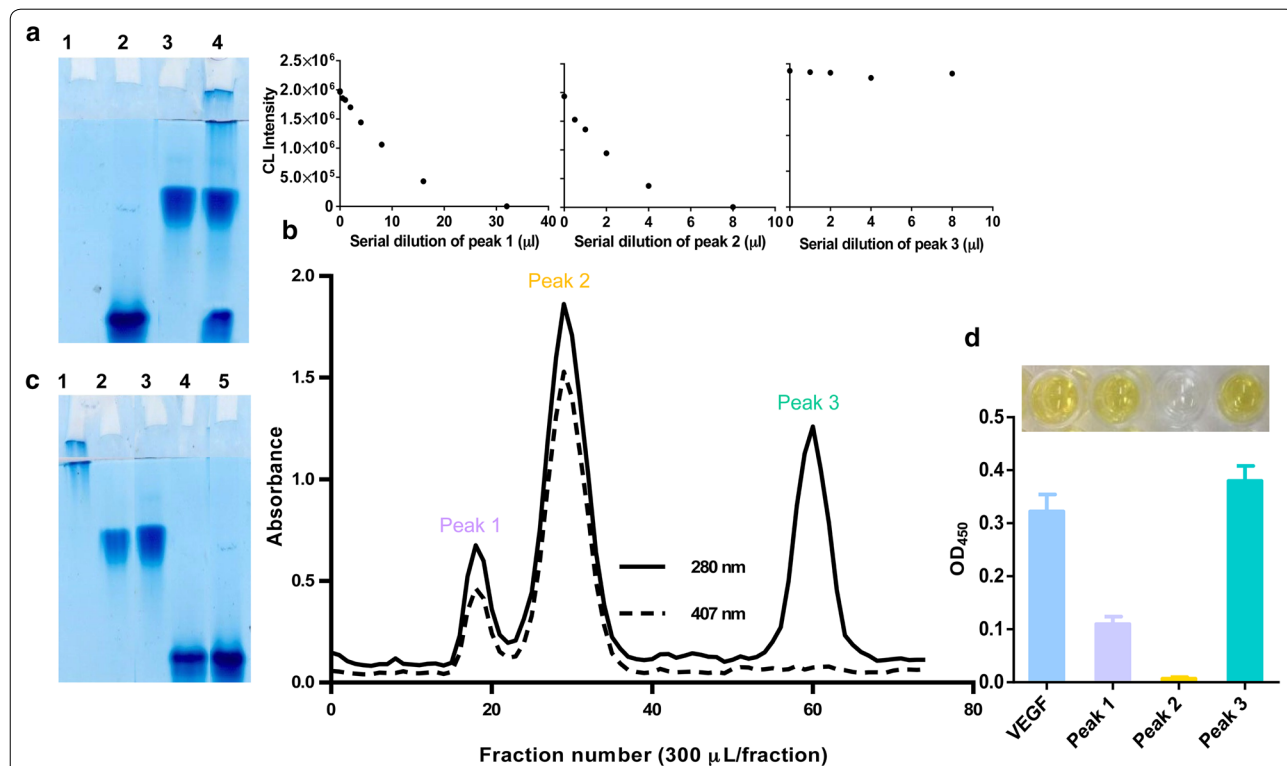 a
1 2 3 4
CL Intensity
2.5×10⁶
2.0×10⁶
1.5×10⁶
1.0×10⁶
5.0×10⁵
0
0 10 20 30 40
Serial dilution of peak 1 (μl)
0 2 4 6 8 10
Serial dilution of peak 2 (μl)
0 2 4 6 8 10
Serial dilution of peak 3 (μl)
b
Absorbance
2.0
1.5
1.0
0.5
0.0
Peak 1
Peak 2
Peak 3
280 nm
407 nm
0 20 40 60 80
Fraction number (300 μL/fraction)
c
1 2 3 4 5
d
OD₄₅₀
0.5
0.4
0.3
0.2
0.1
0.0
VEGF
Peak 1
Peak 2
Peak 3